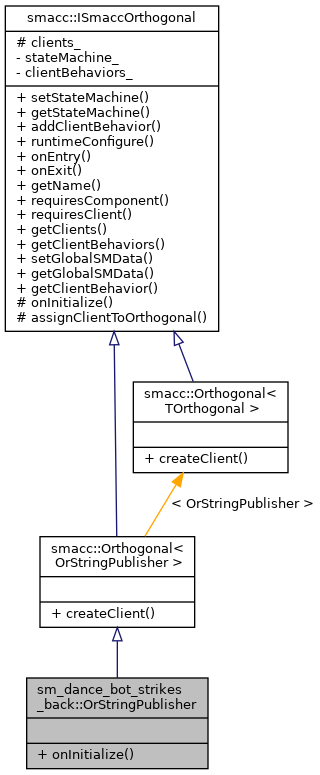 smacc::ISmaccOrthogonal
# clients_
- stateMachine_
- clientBehaviors_
+ setStateMachine()
+ getStateMachine()
+ addClientBehavior()
+ runtimeConfigure()
+ onEntry()
+ onExit()
+ getName()
+ requiresComponent()
+ requiresClient()
+ getClients()
+ getClientBehaviors()
+ setGlobalSMData()
+ getGlobalSMData()
+ getClientBehavior()
# onInitialize()
# assignClientToOrthogonal()
smacc::Orthogonal<
TOrthogonal >
+ createClient()
< OrStringPublisher >
smacc::Orthogonal<
OrStringPublisher >
+ createClient()
sm_dance_bot_strikes
_back::OrStringPublisher
+ onInitialize()